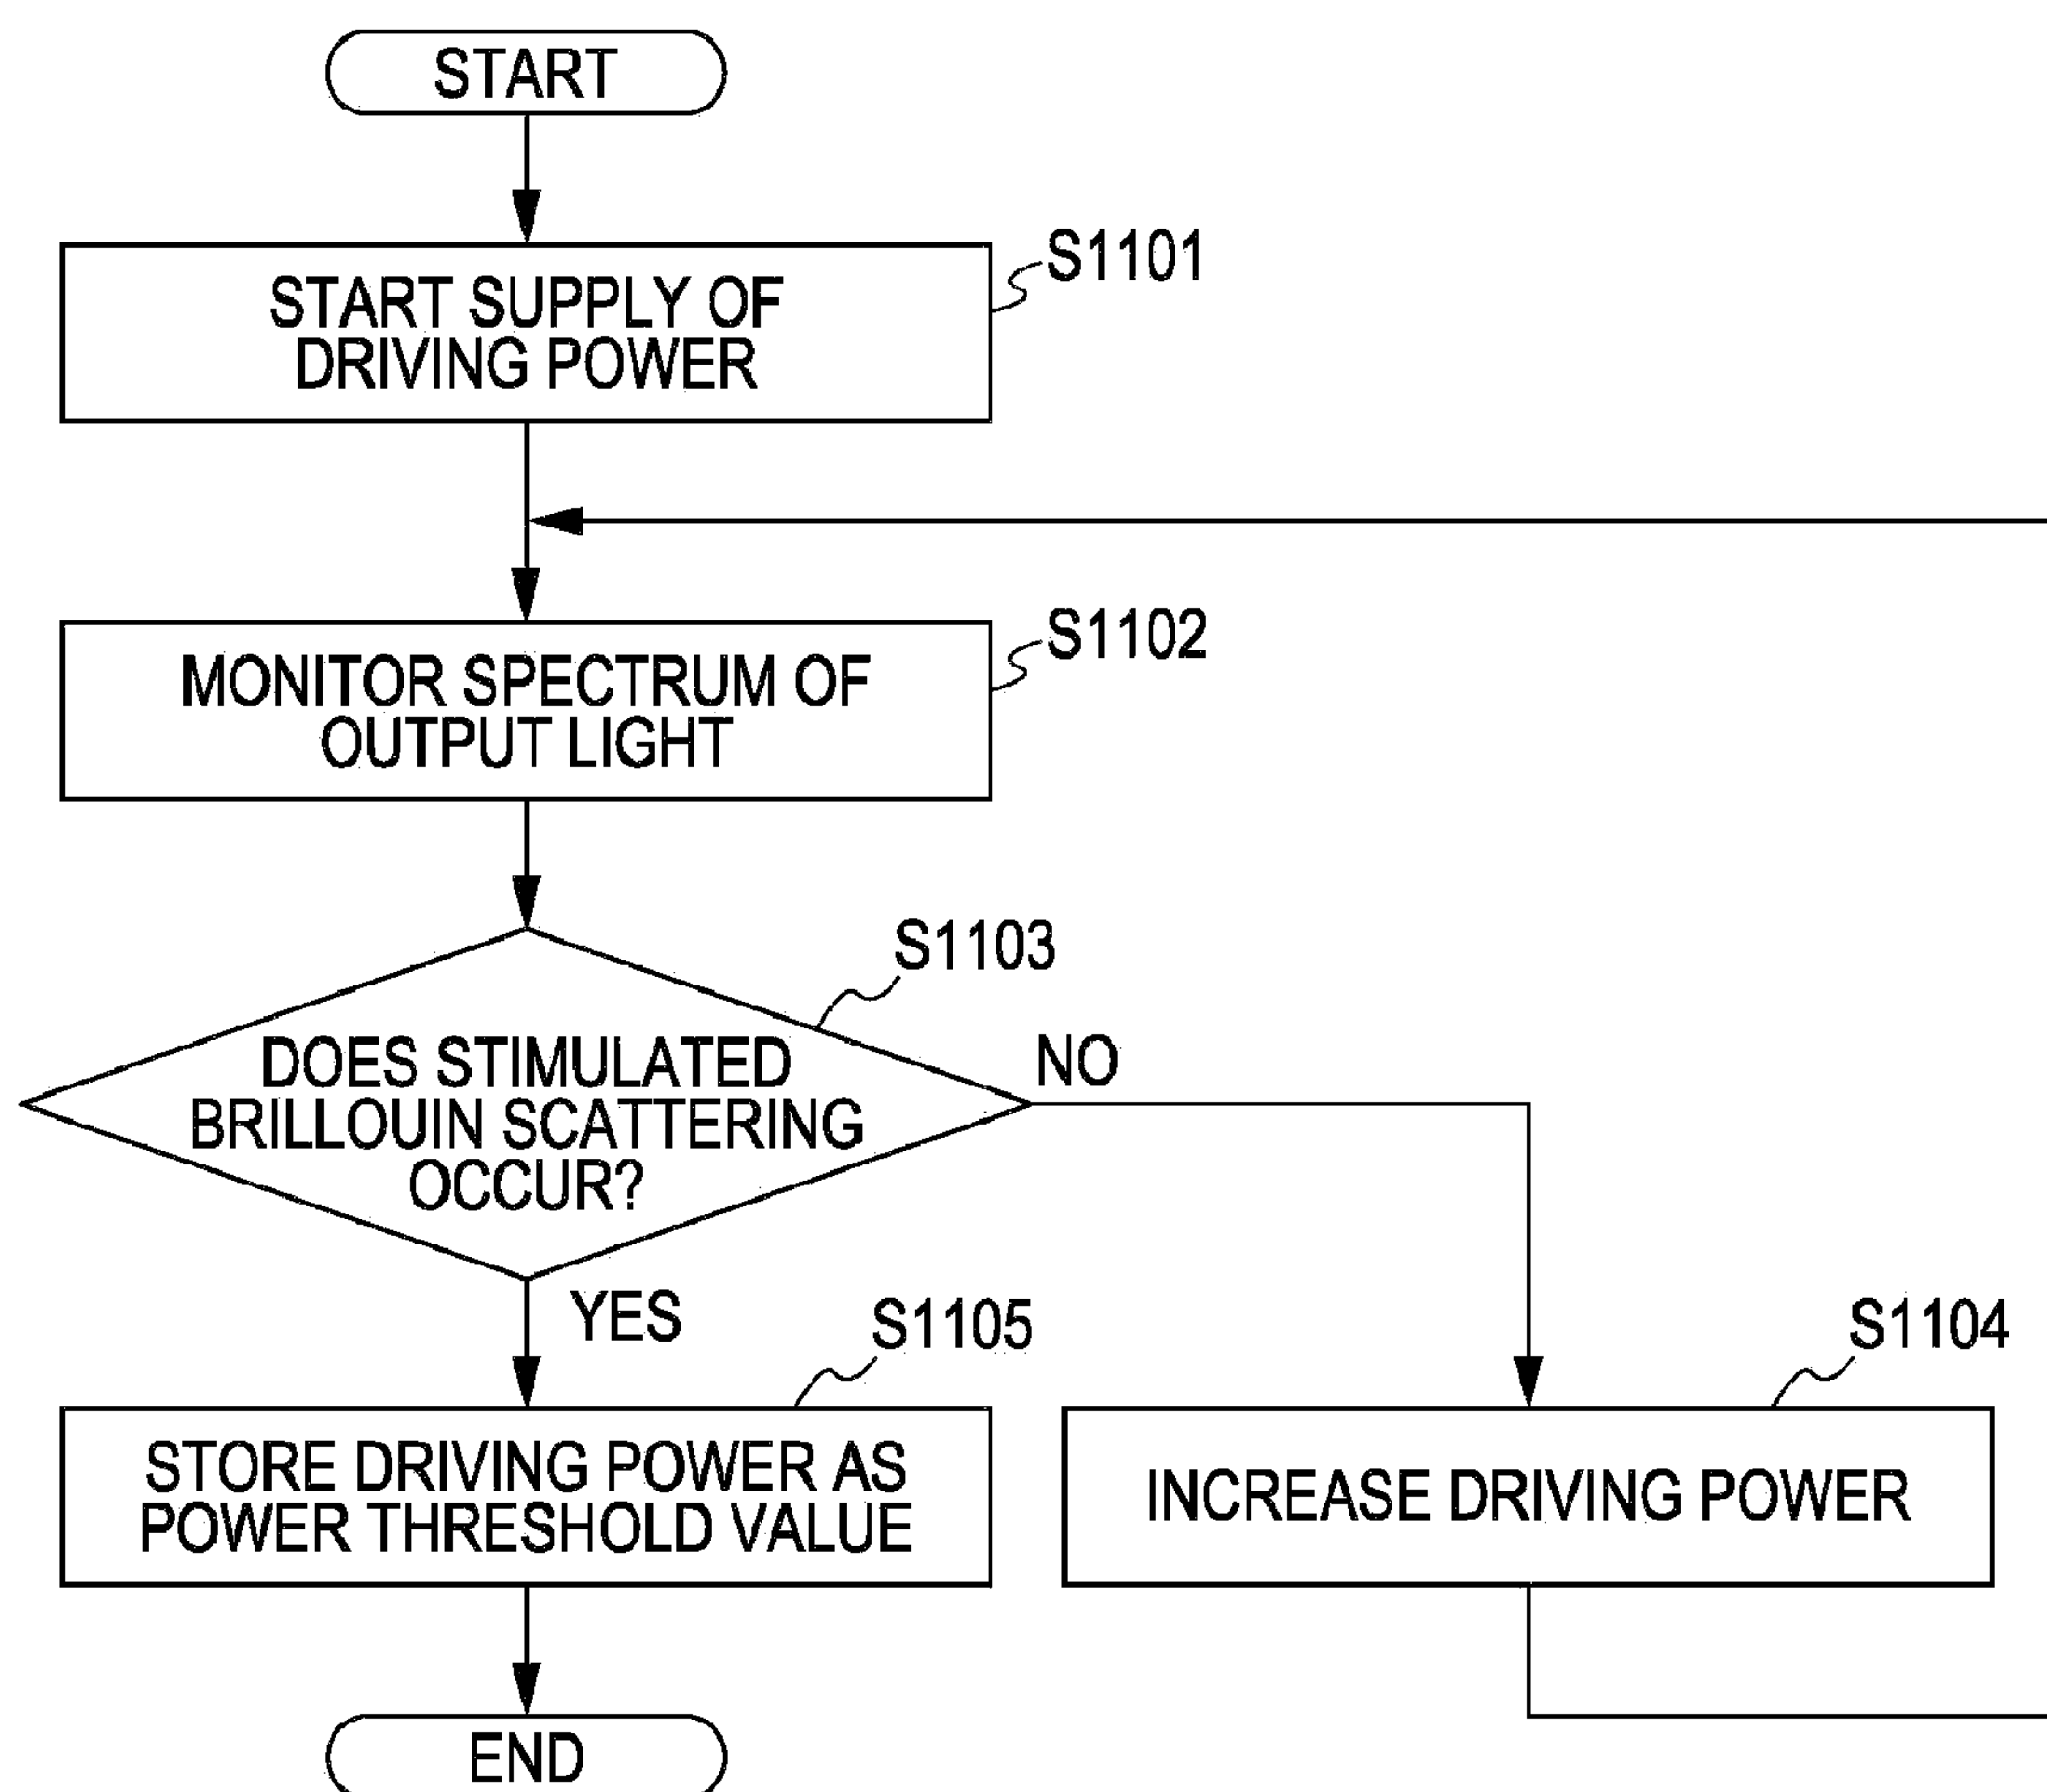 START
S1101
START SUPPLY OF
DRIVING POWER
S1102
MONITOR SPECTRUM OF
OUTPUT LIGHT
S1103
DOES STIMULATED
BRILLOUIN SCATTERING
OCCUR?
NO
YES
S1105
STORE DRIVING POWER AS
POWER THRESHOLD VALUE
S1104
INCREASE DRIVING POWER
END